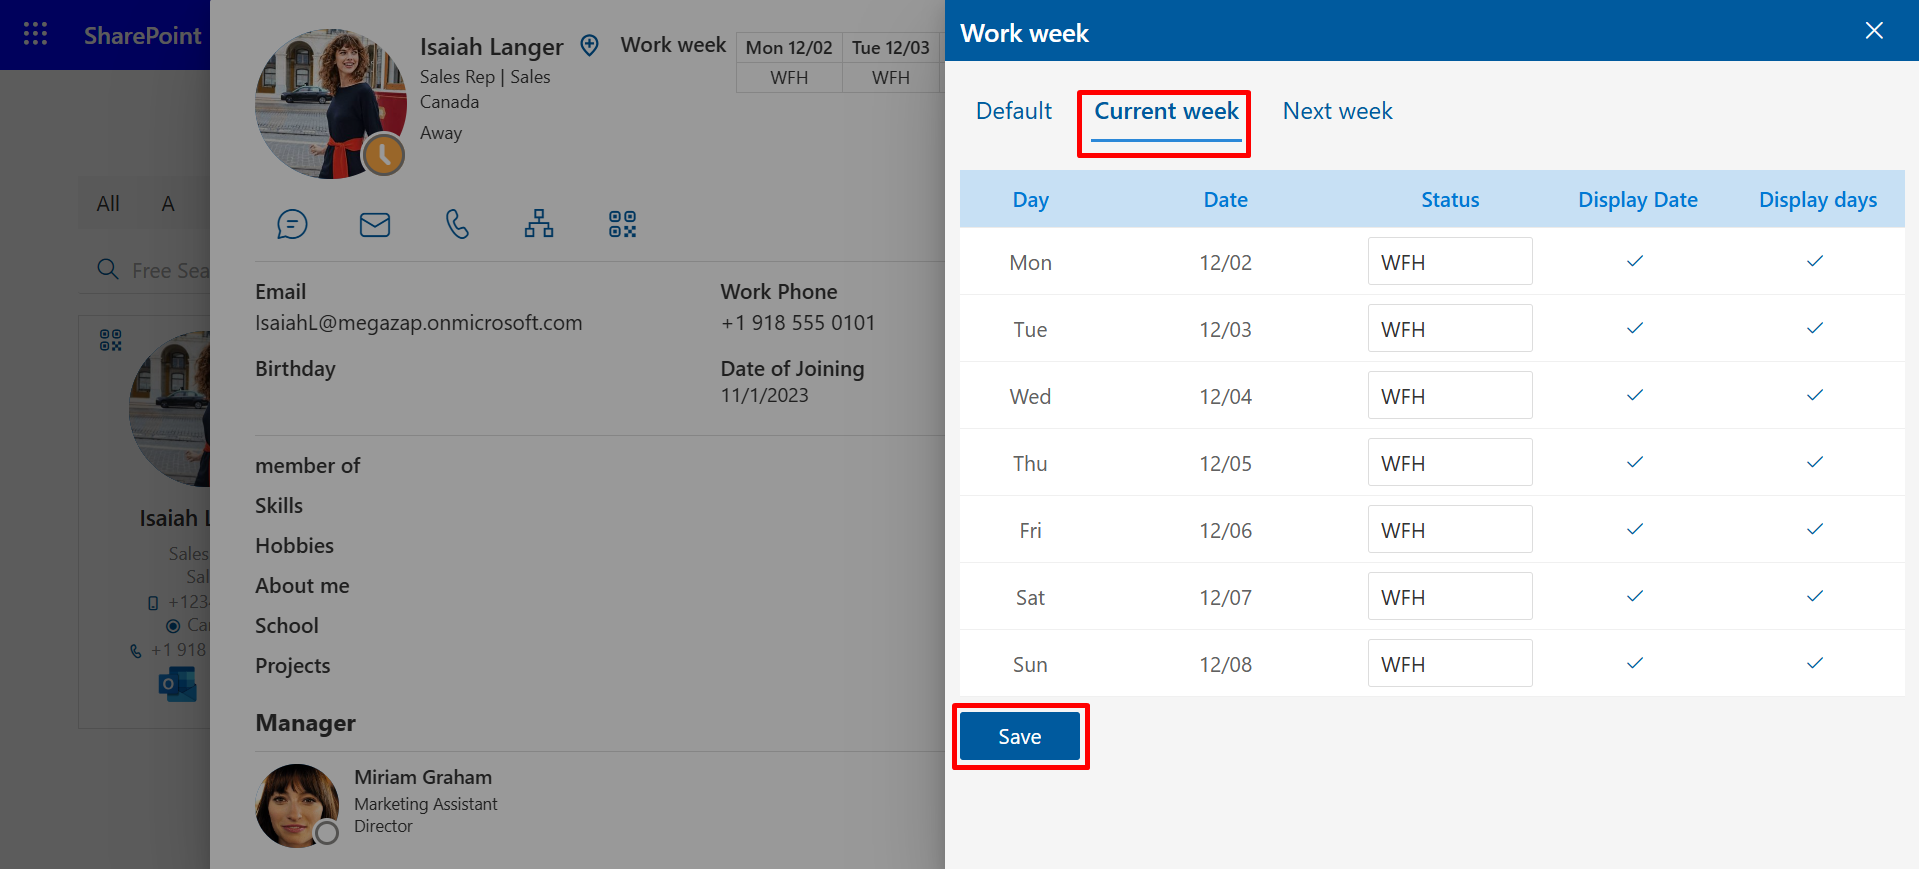 SharePoint
All A
Free Sea
Isaiah L
Sales
Sal
+123
Ca
+1 918
Isaiah Langer
Sales Rep | Sales
Canada
Away
Work week
Mon 12/02 Tue 12/03
WFH WFH
Email
IsaiahL@megazap.onmicrosoft.com
Work Phone
+1 918 555 0101
Birthday
Date of Joining
11/1/2023
member of
Skills
Hobbies
About me
School
Projects
Manager
Miriam Graham
Marketing Assistant
Director
Work week
Default Current week Next week
Day Date Status Display Date Display days
Mon 12/02 WFH
Tue 12/03 WFH
Wed 12/04 WFH
Thu 12/05 WFH
Fri 12/06 WFH
Sat 12/07 WFH
Sun 12/08 WFH
Save